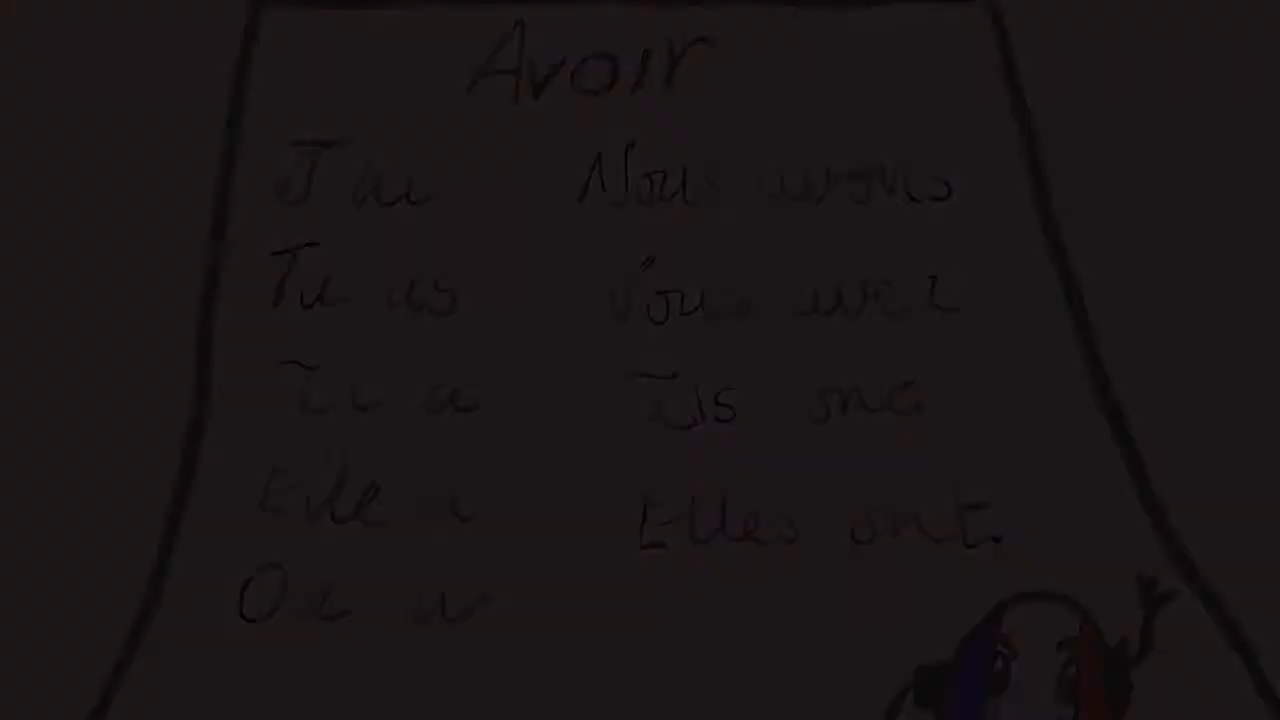 Avoir
J'ai
Tu as
Il a
Elle a
On a
Nous avons
Vous avez
Ils ont
Elles ont.